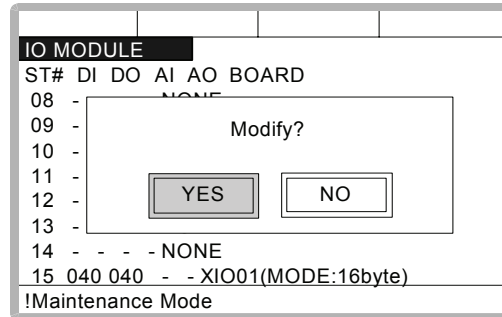 IO MODULE
ST# DI DO AI AO BOARD
08 - NONE
09 -
Modify?
10 -
11 -
YES NO
12 -
13 -
14 - - - - NONE
15 040 040 - - XIO01(MODE:16byte)
!Maintenance Mode